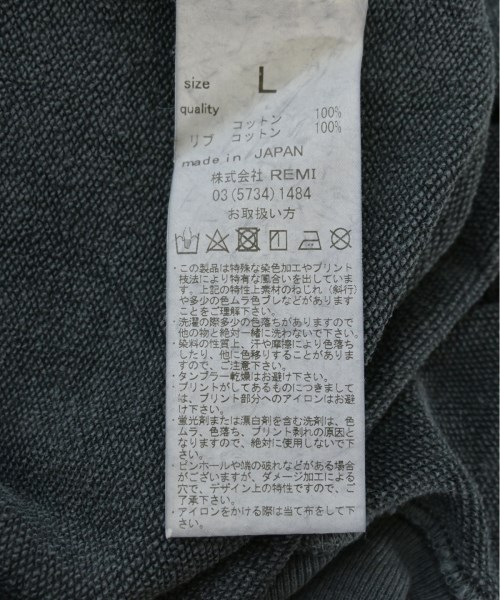 size L
quality
コットン 100%
リブ コットン 100%
made in JAPAN
株式会社 REMI
03(5734)1484
お取扱い方
・この製品は特殊な染色加工やプリント
技法により特有な風合いを出していま
す。上記の特性上素材のねじれ（斜行）
や多少の色ムラ色ブレなどがあります
ことをご理解下さい。
・洗濯の際多少の色落ちがありますので
他の物と絶対一緒に洗わないで下さい。
・染料の性質上、汗や摩擦により色落ち
したり、他に色移りすることがありま
すので、ご注意下さい。
・タンブラー乾燥はお避け下さい。
・プリントがしてあるものにつきまして
は、プリント部分へのアイロンはお避
け下さい。
・蛍光剤または漂白剤を含む洗剤は、色
ムラ、色落ち、プリント剥れの原因と
なりますので、絶対に使用しないで下
さい。
・ピンホールや端の破れなどがある場合
がございますが、ダメージ加工による
穴で、デザイン上の特性ですので、ご
了承下さい。
・アイロンをかける際は当て布をして下
さい。